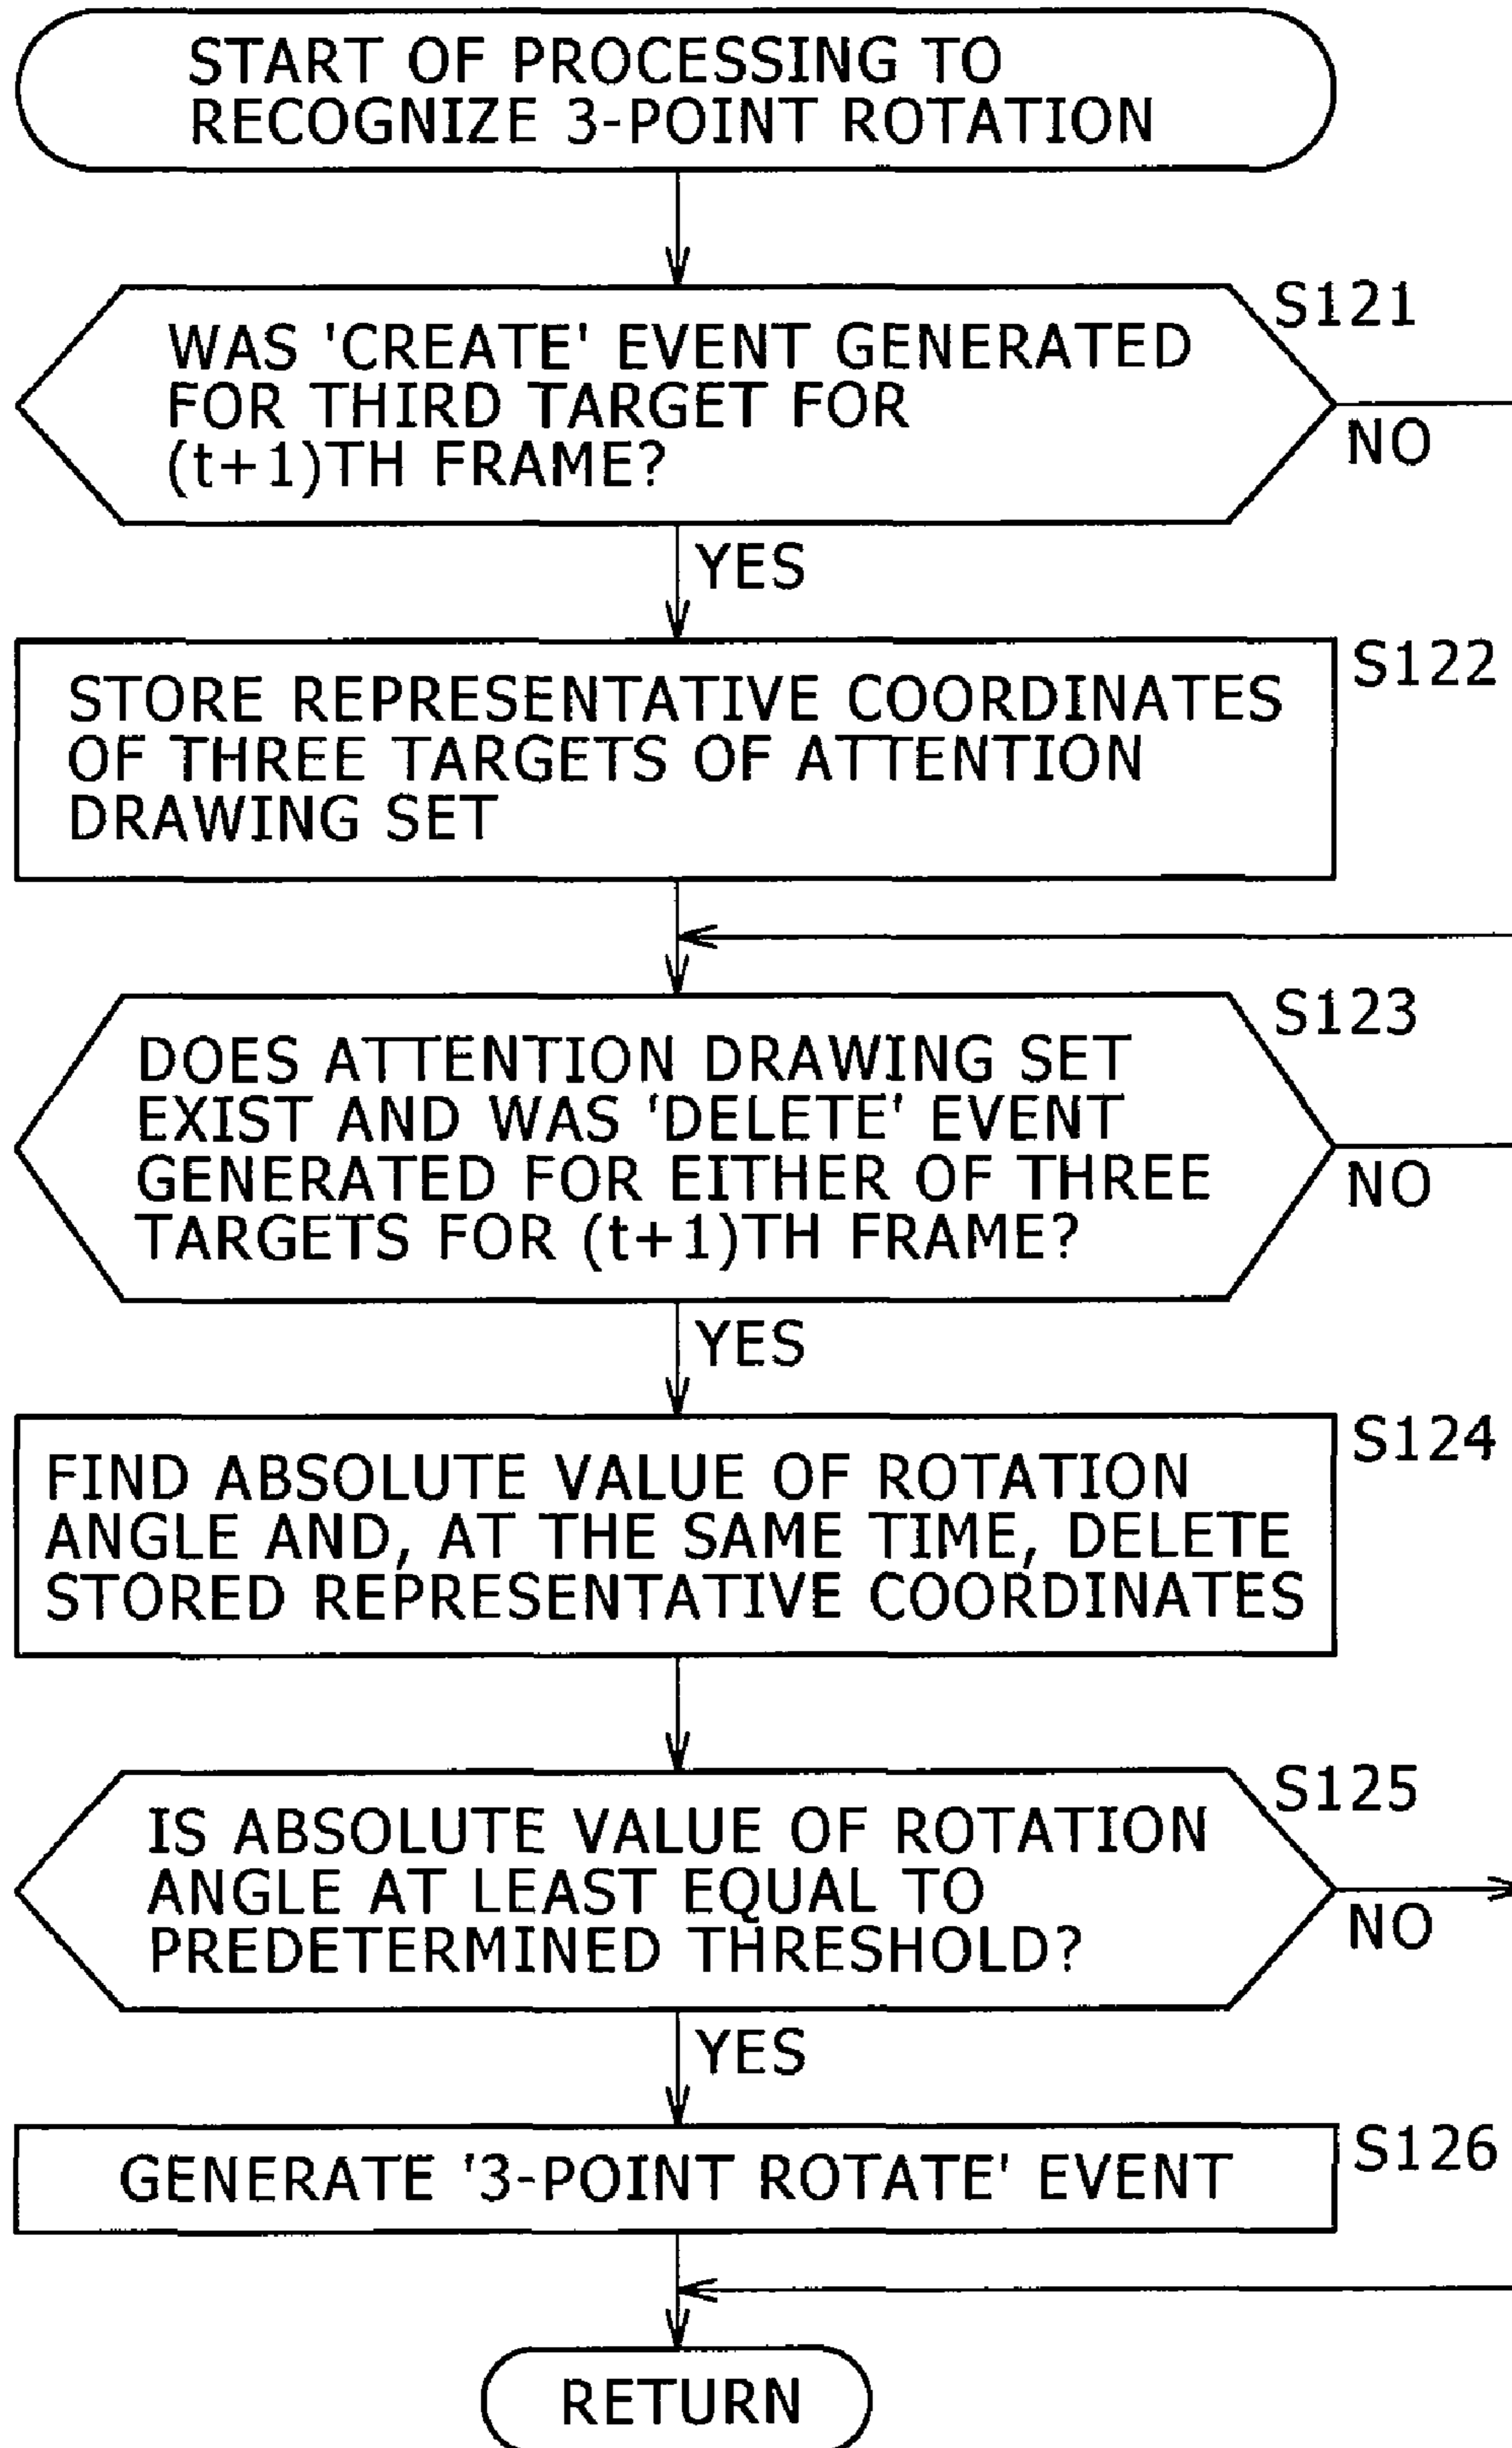 START OF PROCESSING TO
RECOGNIZE 3-POINT ROTATION
S121
WAS 'CREATE' EVENT GENERATED
FOR THIRD TARGET FOR
(t+1)TH FRAME?
NO
YES
S122
STORE REPRESENTATIVE COORDINATES
OF THREE TARGETS OF ATTENTION
DRAWING SET
S123
DOES ATTENTION DRAWING SET
EXIST AND WAS 'DELETE' EVENT
GENERATED FOR EITHER OF THREE
TARGETS FOR (t+1)TH FRAME?
NO
YES
S124
FIND ABSOLUTE VALUE OF ROTATION
ANGLE AND, AT THE SAME TIME, DELETE
STORED REPRESENTATIVE COORDINATES
S125
IS ABSOLUTE VALUE OF ROTATION
ANGLE AT LEAST EQUAL TO
PREDETERMINED THRESHOLD?
NO
YES
S126
GENERATE '3-POINT ROTATE' EVENT
RETURN